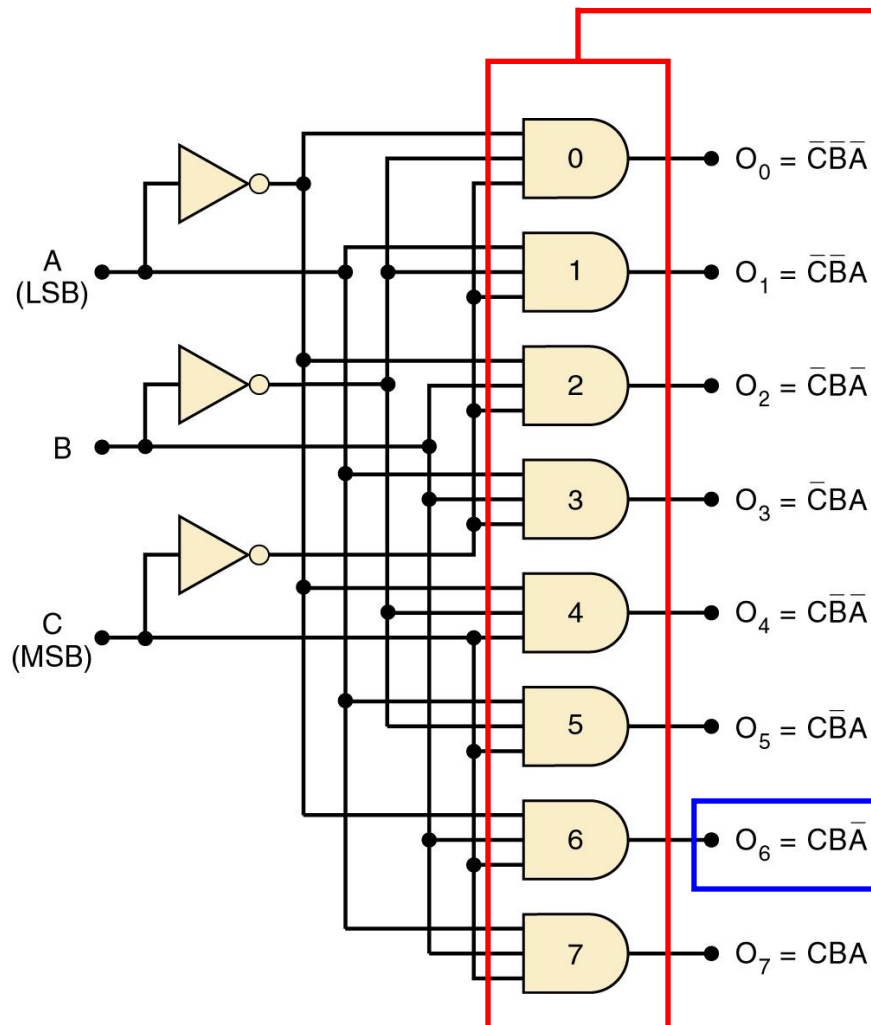 0
O₀ = C̄B̄Ā
A
(LSB)
1
O₁ = C̄B̄A
2
O₂ = C̄BĀ
B
3
O₃ = C̄BA
4
O₄ = CB̄Ā
C
(MSB)
5
O₅ = CB̄A
6
O₆ = CBĀ
7
O₇ = CBA